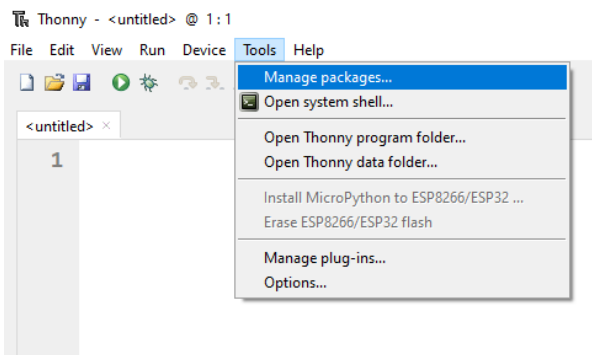 Thonny - <untitled> @ 1 : 1
File Edit View Run Device Tools Help
Manage packages...
Open system shell...
<untitled> ×
Open Thonny program folder...
1
Open Thonny data folder...
Install MicroPython to ESP8266/ESP32 ...
Erase ESP8266/ESP32 flash
Manage plug-ins...
Options...